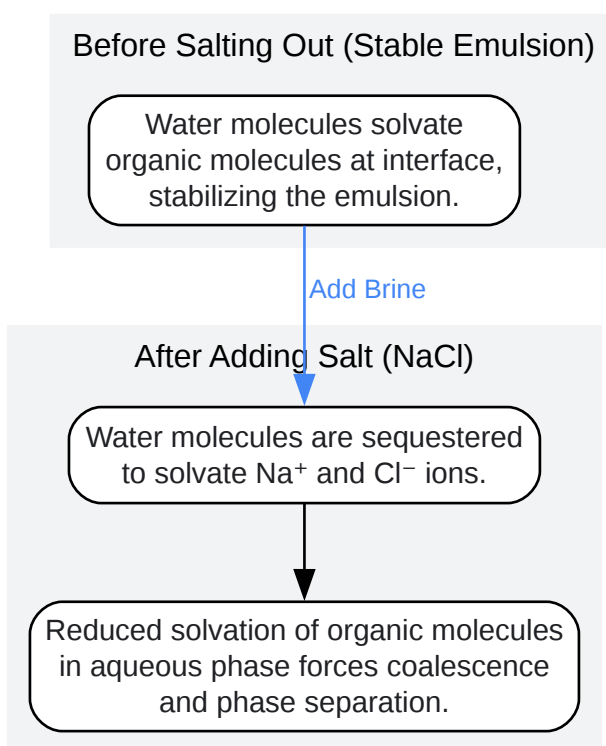 Before Salting Out (Stable Emulsion)
Water molecules solvate
organic molecules at interface,
stabilizing the emulsion.
Add Brine
After Adding Salt (NaCl)
Water molecules are sequestered
to solvate Na⁺ and Cl⁻ ions.
Reduced solvation of organic molecules
in aqueous phase forces coalescence
and phase separation.